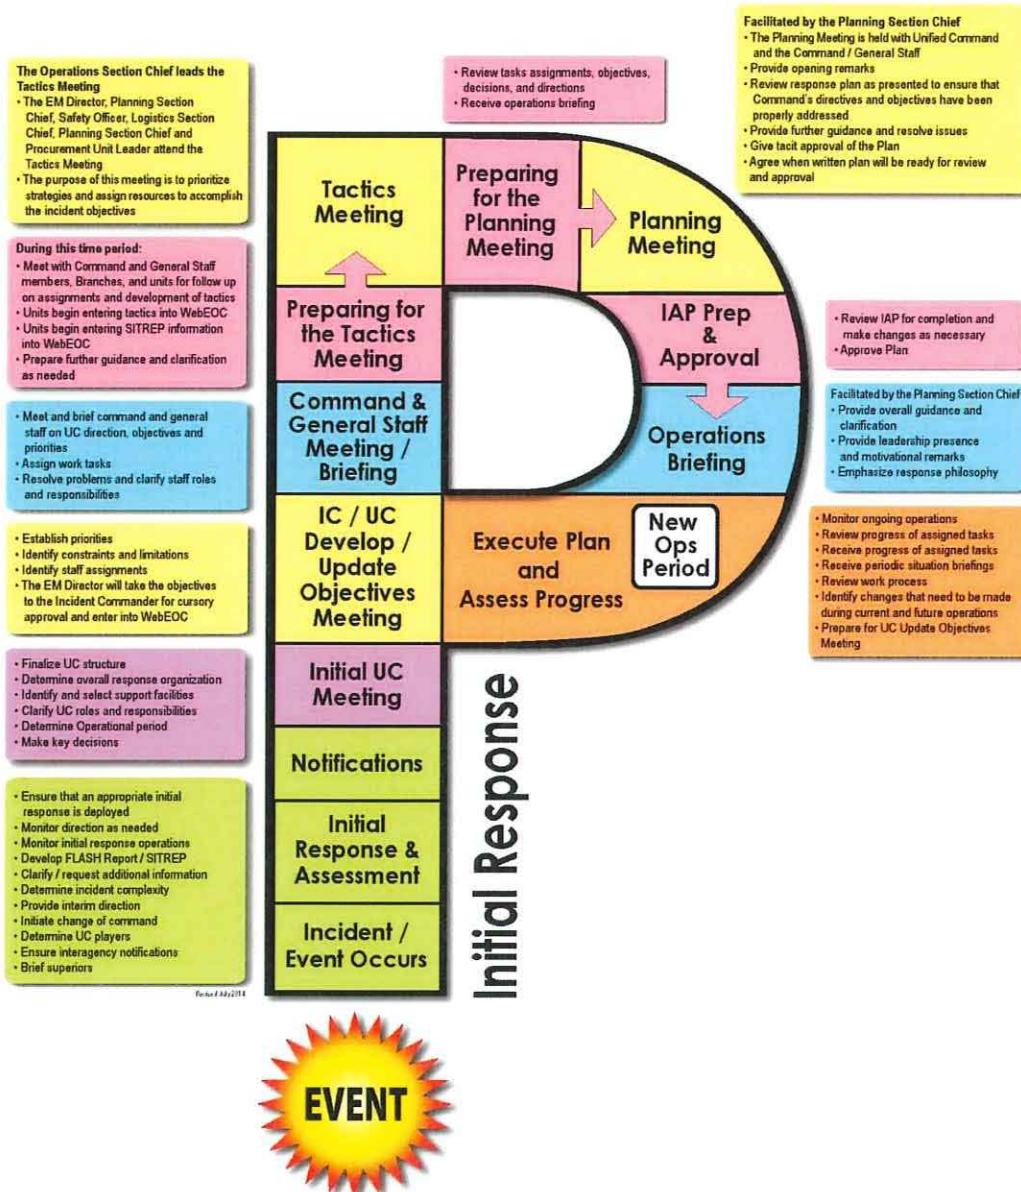 The Operations Section Chief leads the
Tactics Meeting
• The EM Director, Planning Section
Chief, Safety Officer, Logistics Section
Chief, Planning Section Chief and
Procurement Unit Leader attend the
Tactics Meeting
• The purpose of this meeting is to prioritize
strategies and assign resources to accomplish
the incident objectives
During this time period:
• Meet with Command and General Staff
members, Branches, and units for follow up
on assignments and development of tactics
• Units begin entering tactics into WebEOC
• Units begin entering SITREP information
into WebEOC
• Prepare further guidance and clarification
as needed
• Meet and brief command and general
staff on UC direction, objectives and
priorities
• Assign work tasks
• Resolve problems and clarify staff roles
and responsibilities
• Establish priorities
• Identify constraints and limitations
• Identify staff assignments
• The EM Director will take the objectives
to the Incident Commander for cursory
approval and enter into WebEOC
• Finalize UC structure
• Determine overall response organization
• Identify and select support facilities
• Clarify UC roles and responsibilities
• Determine Operational period
• Make key decisions
• Ensure that an appropriate initial
response is deployed
• Monitor direction as needed
• Monitor initial response operations
• Develop FLASH Report / SITREP
• Clarify / request additional information
• Determine incident complexity
• Provide interim direction
• Initiate change of command
• Determine UC players
• Ensure interagency notifications
• Brief superiors
Revised July 2014
• Review tasks assignments, objectives,
decisions, and directions
• Receive operations briefing
Tactics
Meeting
Preparing for
the Tactics
Meeting
Command &
General Staff
Meeting /
Briefing
IC / UC
Develop /
Update
Objectives
Meeting
Initial UC
Meeting
Notifications
Initial
Response &
Assessment
Incident /
Event Occurs
EVENT
Initial Response
Preparing
for the
Planning
Meeting
Planning
Meeting
IAP Prep
&
Approval
Operations
Briefing
Execute Plan
and
Assess Progress
New
Ops
Period
Facilitated by the Planning Section Chief
• The Planning Meeting is held with Unified Command
and the Command / General Staff
• Provide opening remarks
• Review response plan as presented to ensure that
Command's directives and objectives have been
properly addressed
• Provide further guidance and resolve issues
• Give tacit approval of the Plan
• Agree when written plan will be ready for review
and approval
• Review IAP for completion and
make changes as necessary
• Approve Plan
Facilitated by the Planning Section Chief
• Provide overall guidance and
clarification
• Provide leadership presence
and motivational remarks
• Emphasize response philosophy
• Monitor ongoing operations
• Review progress of assigned tasks
• Receive progress of assigned tasks
• Receive periodic situation briefings
• Review work process
• Identify changes that need to be made
during current and future operations
• Prepare for UC Update Objectives
Meeting